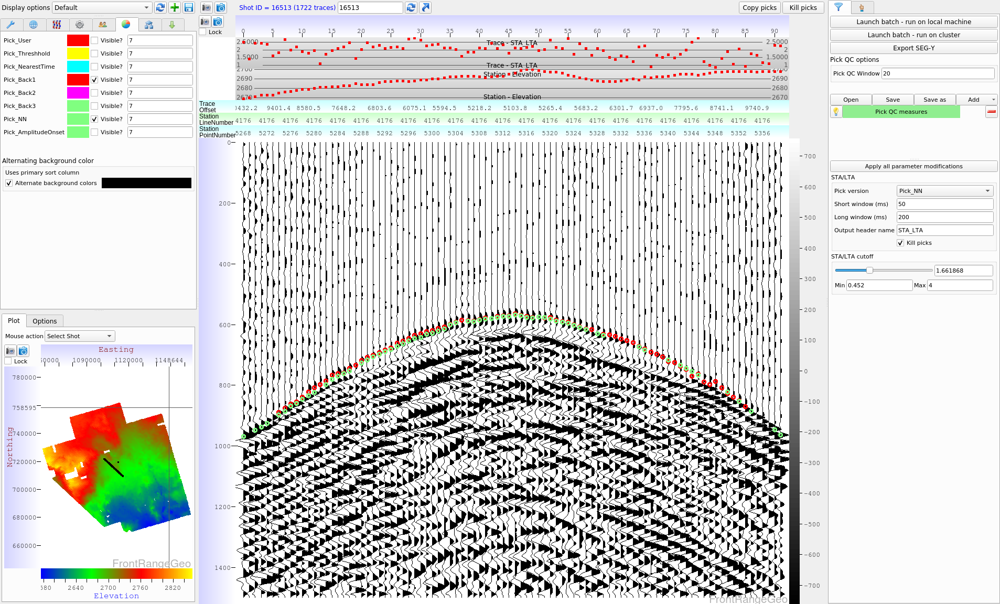 Display options Default
Shot ID = 16513 (1722 traces) 16513
Copy picks Kill picks
Lock
Pick_User Visible? 7
Pick_Threshhold Visible? 7
Pick_NearestTime Visible? 7
Pick_Back1 Visible? 7
Pick_Back2 Visible? 7
Pick_Back3 Visible? 7
Pick_NN Visible? 7
Pick_AmplitudeOnset Visible? 7
Alternating background color
Uses primary sort column
Alternate background colors
Plot Options
Mouse action Select Shot
Lock
Easting
1090000 1120000 1148644
Northing
780000
758595
740000
720000
700000
680000
660000
FrontRangeGeo
580 2640 2700 2760 2820
Elevation
0 5 10 15 20 25 30 35 40 45 50 55 60 65 70 75 80 85 90
2.5000 Trace - STA_LTA 2.5000
2 2
1.5000 1.5000
1 Trace - STA_LTA 1
2700 Station - Elevation 2700
2690 2690
2680 2680
2670 Station - Elevation 2670
Trace
Offset 9432.2 9401.4 8580.5 7648.2 6803.6 6075.1 5594.5 5218.2 5103.8 5265.4 5683.2 6301.7 6937.0 7795.6 8741.1 9740.9
Station
LineNumber 4176 4176 4176 4176 4176 4176 4176 4176 4176 4176 4176 4176 4176 4176 4176 4176 4176 4176 4176 4176 4176 4176 4176
Station
PointNumber 5268 5272 5276 5280 5284 5288 5292 5296 5300 5304 5308 5312 5316 5320 5324 5328 5332 5336 5340 5344 5348 5352 5356
0
200
400
600
800
1000
1200
1400
FrontRangeGeo
700
600
500
400
300
200
100
0
-100
-200
-300
-400
-500
-600
-700
Launch batch - run on local machine
Launch batch - run on cluster
Export SEG-Y
Pick QC options
Pick QC Window 20
Open Save Save as Add
Pick QC measures
Apply all parameter modifications
STA/LTA
Pick version Pick_NN
Short window (ms) 50
Long window (ms) 200
Output header name STA_LTA
Kill picks
STA/LTA cutoff
1.661868
Min 0.452 Max 4